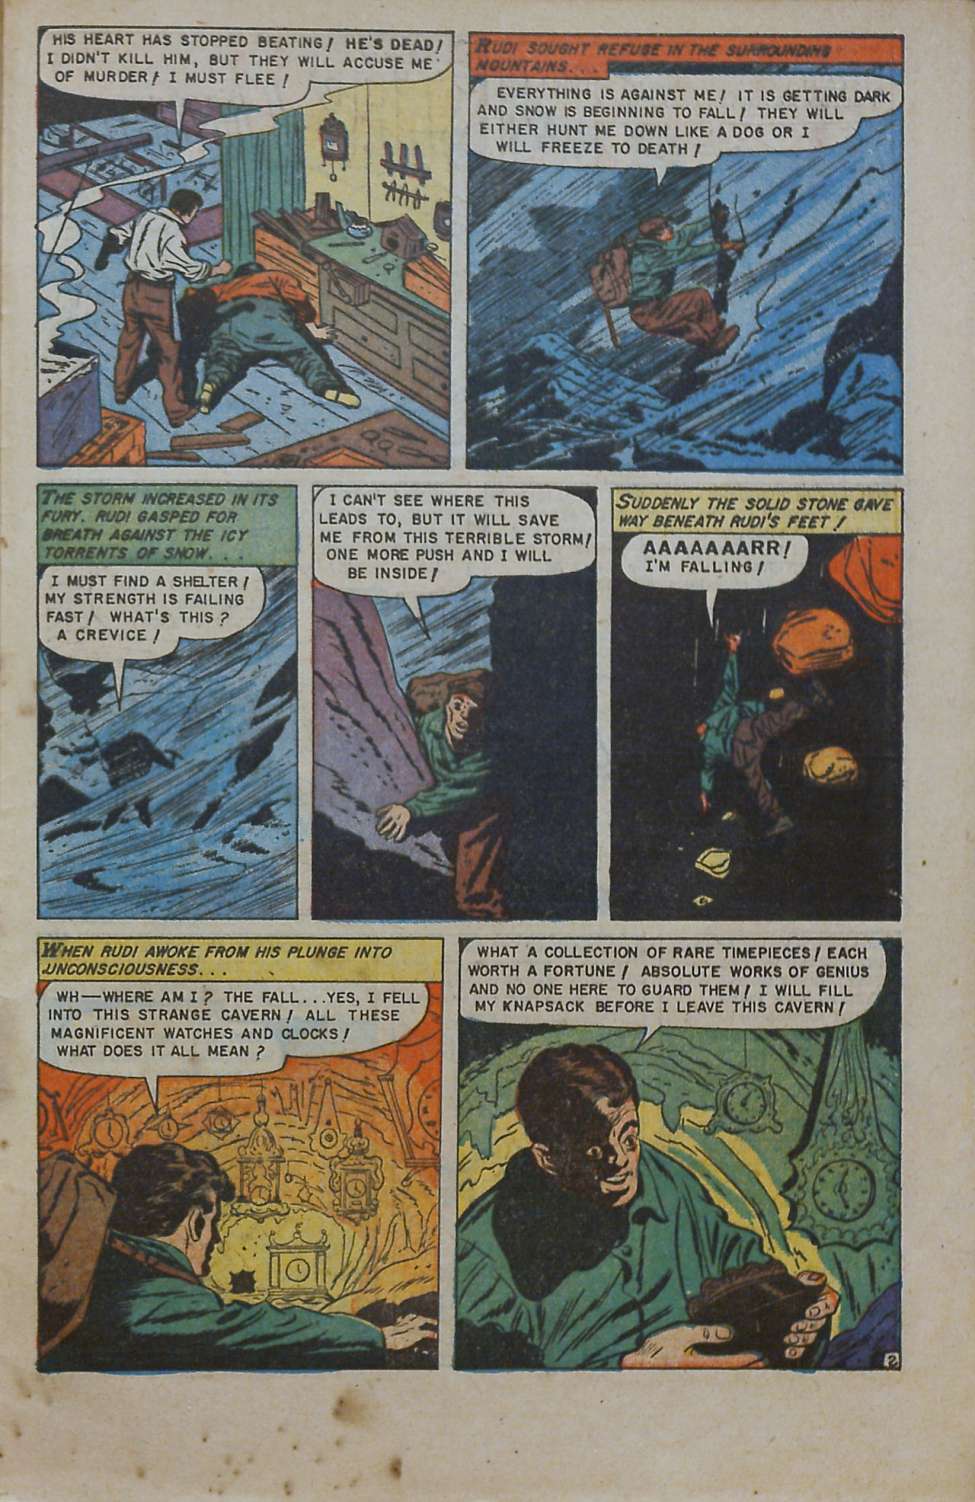 HIS HEART HAS STOPPED BEATING! HE'S DEAD!
I DIDN'T KILL HIM, BUT THEY WILL ACCUSE ME
OF MURDER! I MUST FLEE!
RUDI SOUGHT REFUGE IN THE SURROUNDING
MOUNTAINS...
EVERYTHING IS AGAINST ME! IT IS GETTING DARK
AND SNOW IS BEGINNING TO FALL! THEY WILL
EITHER HUNT ME DOWN LIKE A DOG OR I
WILL FREEZE TO DEATH!
THE STORM INCREASED IN ITS
FURY. RUDI GASPED FOR
BREATH AGAINST THE ICY
TORRENTS OF SNOW...
I MUST FIND A SHELTER!
MY STRENGTH IS FAILING
FAST! WHAT'S THIS?
A CREVICE!
I CAN'T SEE WHERE THIS
LEADS TO, BUT IT WILL SAVE
ME FROM THIS TERRIBLE STORM!
ONE MORE PUSH AND I WILL
BE INSIDE!
SUDDENLY THE SOLID STONE GAVE
WAY BENEATH RUDI'S FEET!
AAAAAAARR!
I'M FALLING!
WHEN RUDI AWOKE FROM HIS PLUNGE INTO
UNCONSCIOUSNESS...
WH—WHERE AM I? THE FALL...YES, I FELL
INTO THIS STRANGE CAVERN! ALL THESE
MAGNIFICENT WATCHES AND CLOCKS!
WHAT DOES IT ALL MEAN?
WHAT A COLLECTION OF RARE TIMEPIECES! EACH
WORTH A FORTUNE! ABSOLUTE WORKS OF GENIUS
AND NO ONE HERE TO GUARD THEM! I WILL FILL
MY KNAPSACK BEFORE I LEAVE THIS CAVERN!
2